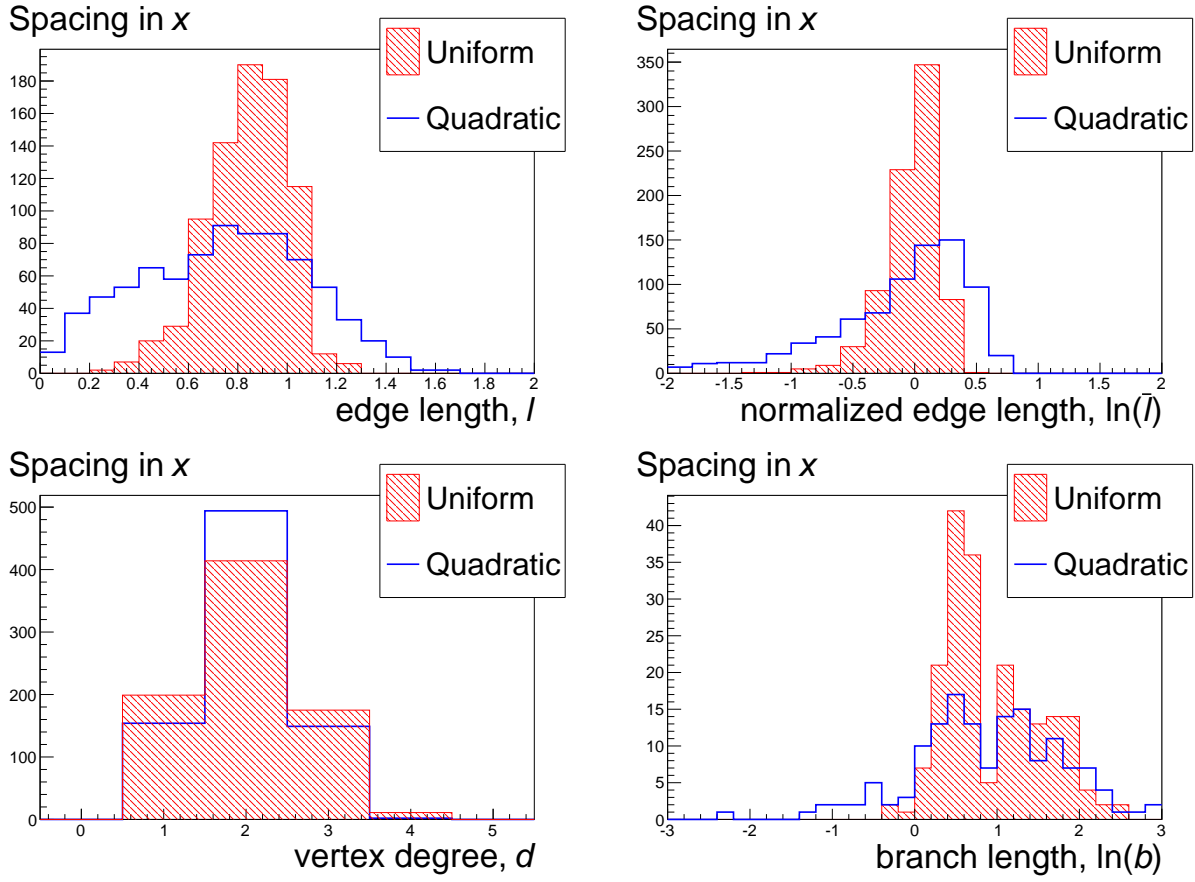 Spacing in x
Uniform
Quadratic
180
160
140
120
100
80
60
40
20
0
0 0.2 0.4 0.6 0.8 1 1.2 1.4 1.6 1.8 2
edge length, l
Spacing in x
Uniform
Quadratic
350
300
250
200
150
100
50
0
-2 -1.5 -1 -0.5 0 0.5 1 1.5 2
normalized edge length, ln(l̄)
Spacing in x
Uniform
Quadratic
500
400
300
200
100
0
0 1 2 3 4 5
vertex degree, d
Spacing in x
Uniform
Quadratic
40
35
30
25
20
15
10
5
0
-3 -2 -1 0 1 2 3
branch length, ln(b)